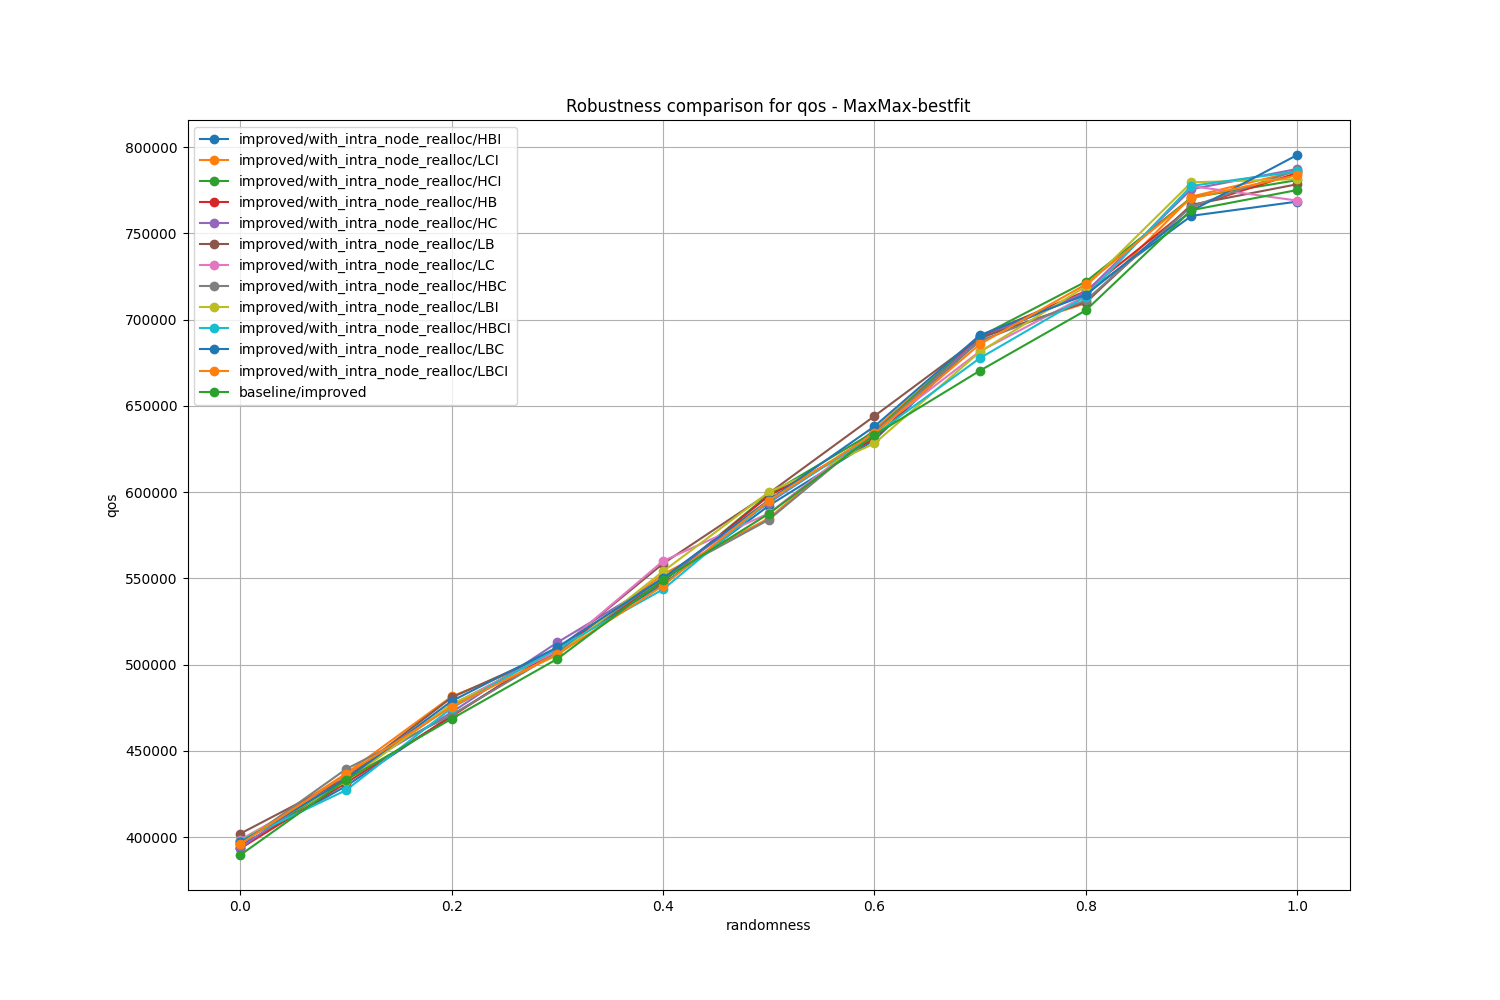 Robustness comparison for qos - MaxMax-bestfit
improved/with_intra_node_realloc/HBI
improved/with_intra_node_realloc/LCI
improved/with_intra_node_realloc/HCI
improved/with_intra_node_realloc/HB
improved/with_intra_node_realloc/HC
improved/with_intra_node_realloc/LB
improved/with_intra_node_realloc/LC
improved/with_intra_node_realloc/HBC
improved/with_intra_node_realloc/LBI
improved/with_intra_node_realloc/HBCI
improved/with_intra_node_realloc/LBC
improved/with_intra_node_realloc/LBCI
baseline/improved
800000
750000
700000
650000
600000
550000
500000
450000
400000
qos
0.0 0.2 0.4 0.6 0.8 1.0
randomness